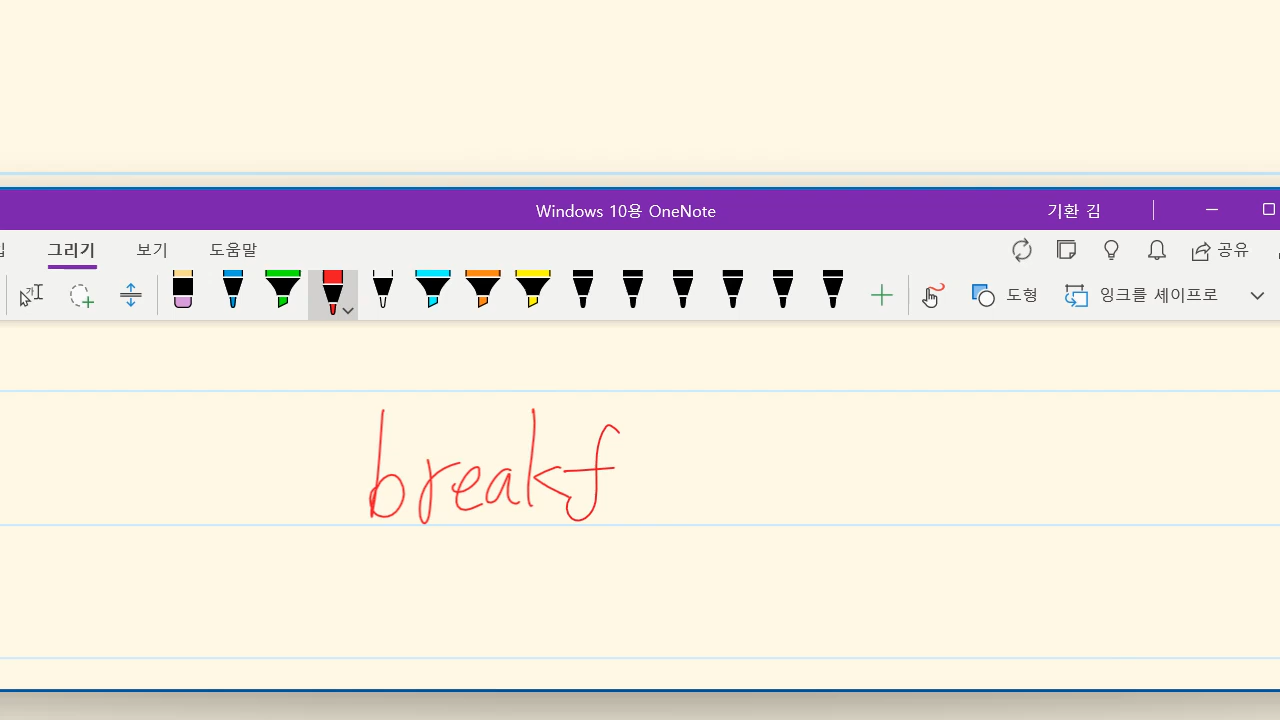 Windows 10용 OneNote 기환 김
그리기 보기 도움말 공유
도형 잉크를 셰이프로
breakf